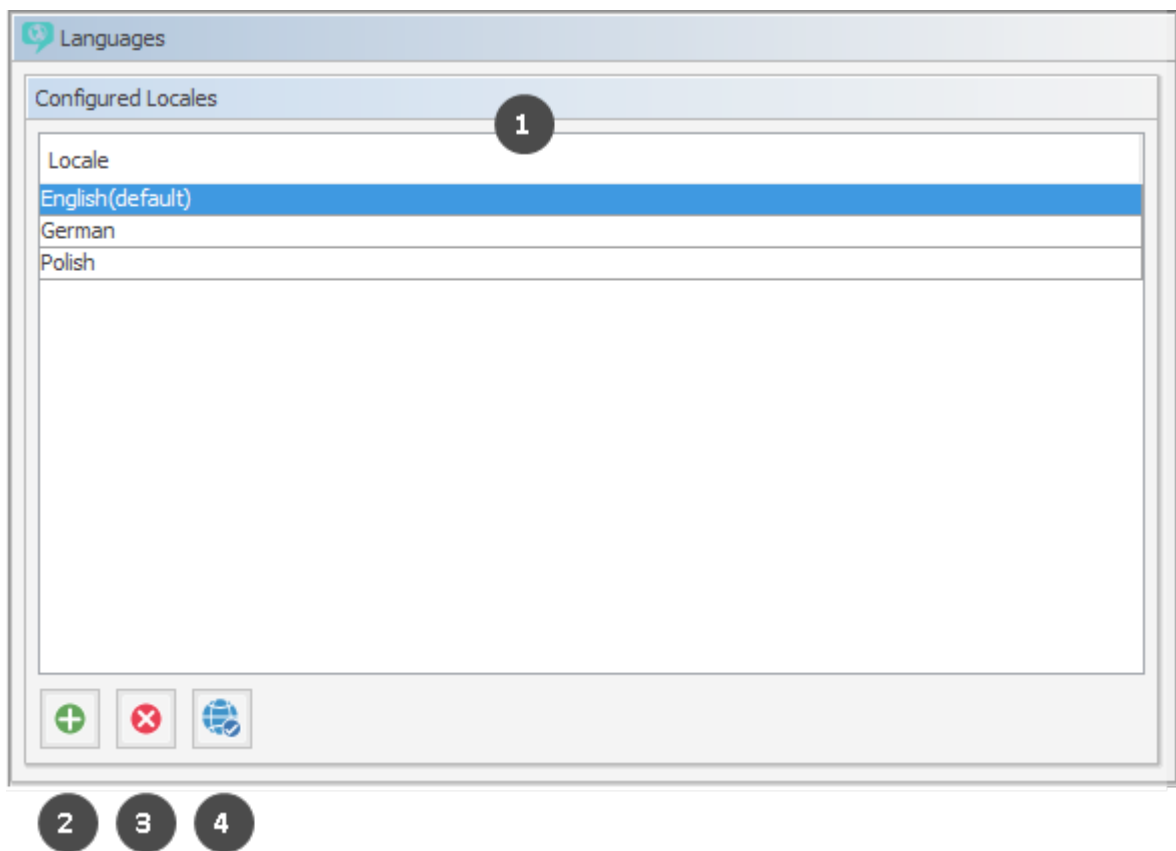 Languages
Configured Locales
1
Locale
English(default)
German
Polish
2 3 4